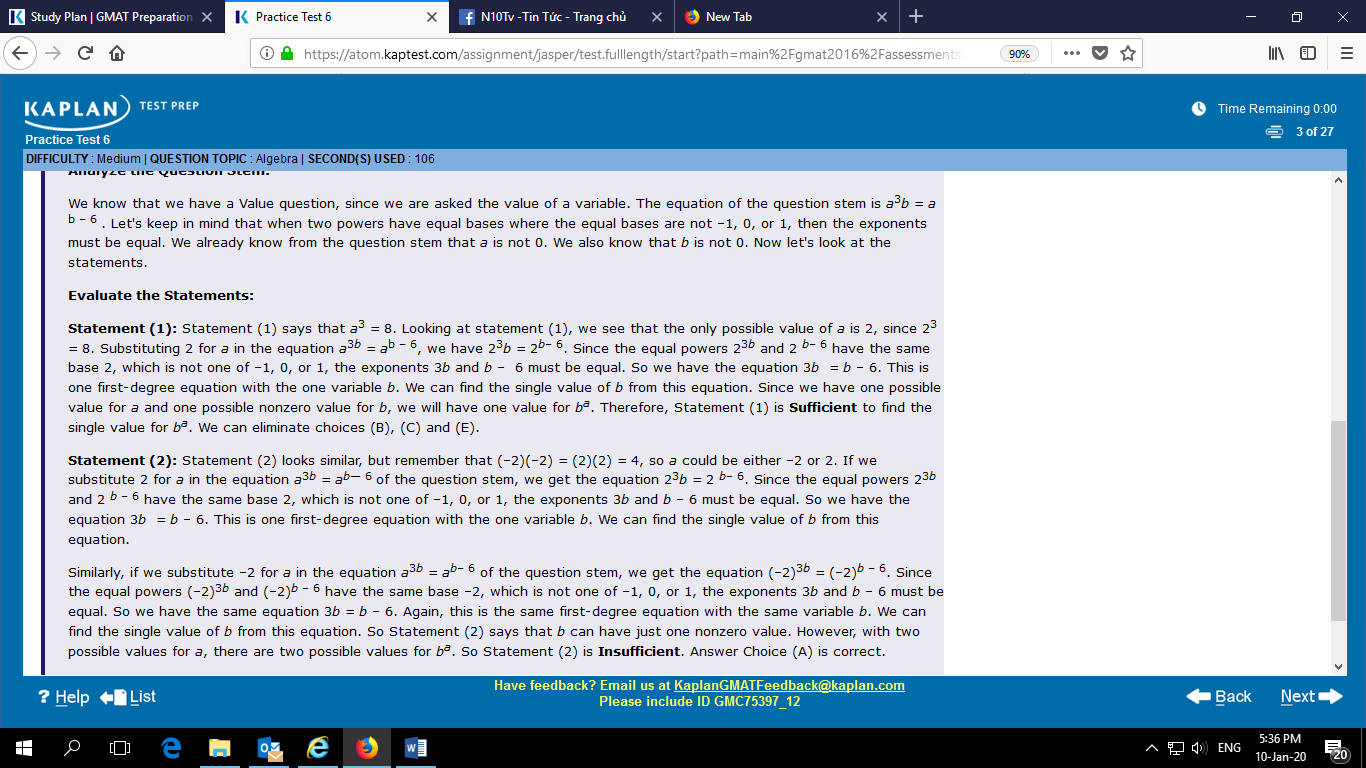 Study Plan | GMAT Preparation
Practice Test 6
N10Tv -Tin Tức - Trang chủ
New Tab
https://atom.kaptest.com/assignment/jasper/test.fulllength/start?path=main%2Fgmat2016%2Fassessments
90%
KAPLAN TEST PREP
Time Remaining 0:00
Practice Test 6
3 of 27
DIFFICULTY : Medium | QUESTION TOPIC : Algebra | SECOND(S) USED : 106
Analyze the Question Stem:
We know that we have a Value question, since we are asked the value of a variable. The equation of the question stem is a³b = a
b – 6 . Let's keep in mind that when two powers have equal bases where the equal bases are not –1, 0, or 1, then the exponents
must be equal. We already know from the question stem that a is not 0. We also know that b is not 0. Now let's look at the
statements.
Evaluate the Statements:
Statement (1): Statement (1) says that a³ = 8. Looking at statement (1), we see that the only possible value of a is 2, since 2³
= 8. Substituting 2 for a in the equation a^3b = a^b – 6, we have 2³b = 2^b– 6. Since the equal powers 2^3b and 2 ^b– 6 have the same
base 2, which is not one of –1, 0, or 1, the exponents 3b and b – 6 must be equal. So we have the equation 3b = b – 6. This is
one first-degree equation with the one variable b. We can find the single value of b from this equation. Since we have one possible
value for a and one possible nonzero value for b, we will have one value for b^a. Therefore, Statement (1) is Sufficient to find the
single value for b^a. We can eliminate choices (B), (C) and (E).
Statement (2): Statement (2) looks similar, but remember that (–2)(–2) = (2)(2) = 4, so a could be either –2 or 2. If we
substitute 2 for a in the equation a^3b = a^b— 6 of the question stem, we get the equation 2³b = 2 ^b– 6. Since the equal powers 2^3b
and 2 ^b – 6 have the same base 2, which is not one of –1, 0, or 1, the exponents 3b and b – 6 must be equal. So we have the
equation 3b = b – 6. This is one first-degree equation with the one variable b. We can find the single value of b from this
equation.
Similarly, if we substitute –2 for a in the equation a^3b = a^b– 6 of the question stem, we get the equation (–2)^3b = (–2)^b – 6. Since
the equal powers (–2)^3b and (–2)^b – 6 have the same base –2, which is not one of –1, 0, or 1, the exponents 3b and b – 6 must be
equal. So we have the same equation 3b = b – 6. Again, this is the same first-degree equation with the same variable b. We can
find the single value of b from this equation. So Statement (2) says that b can have just one nonzero value. However, with two
possible values for a, there are two possible values for b^a. So Statement (2) is Insufficient. Answer Choice (A) is correct.
? Help
List
Have feedback? Email us at KaplanGMATFeedback@kaplan.com
Please include ID GMC75397_12
Back
Next
ENG
5:36 PM
10-Jan-20
20